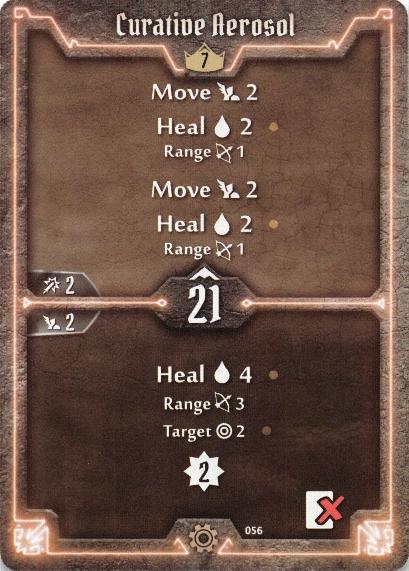 Curative Aerosol
7
Move 2
Heal 2
Range 1
Move 2
Heal 2
Range 1
2
21
2
Heal 4
Range 3
Target 2
2
056